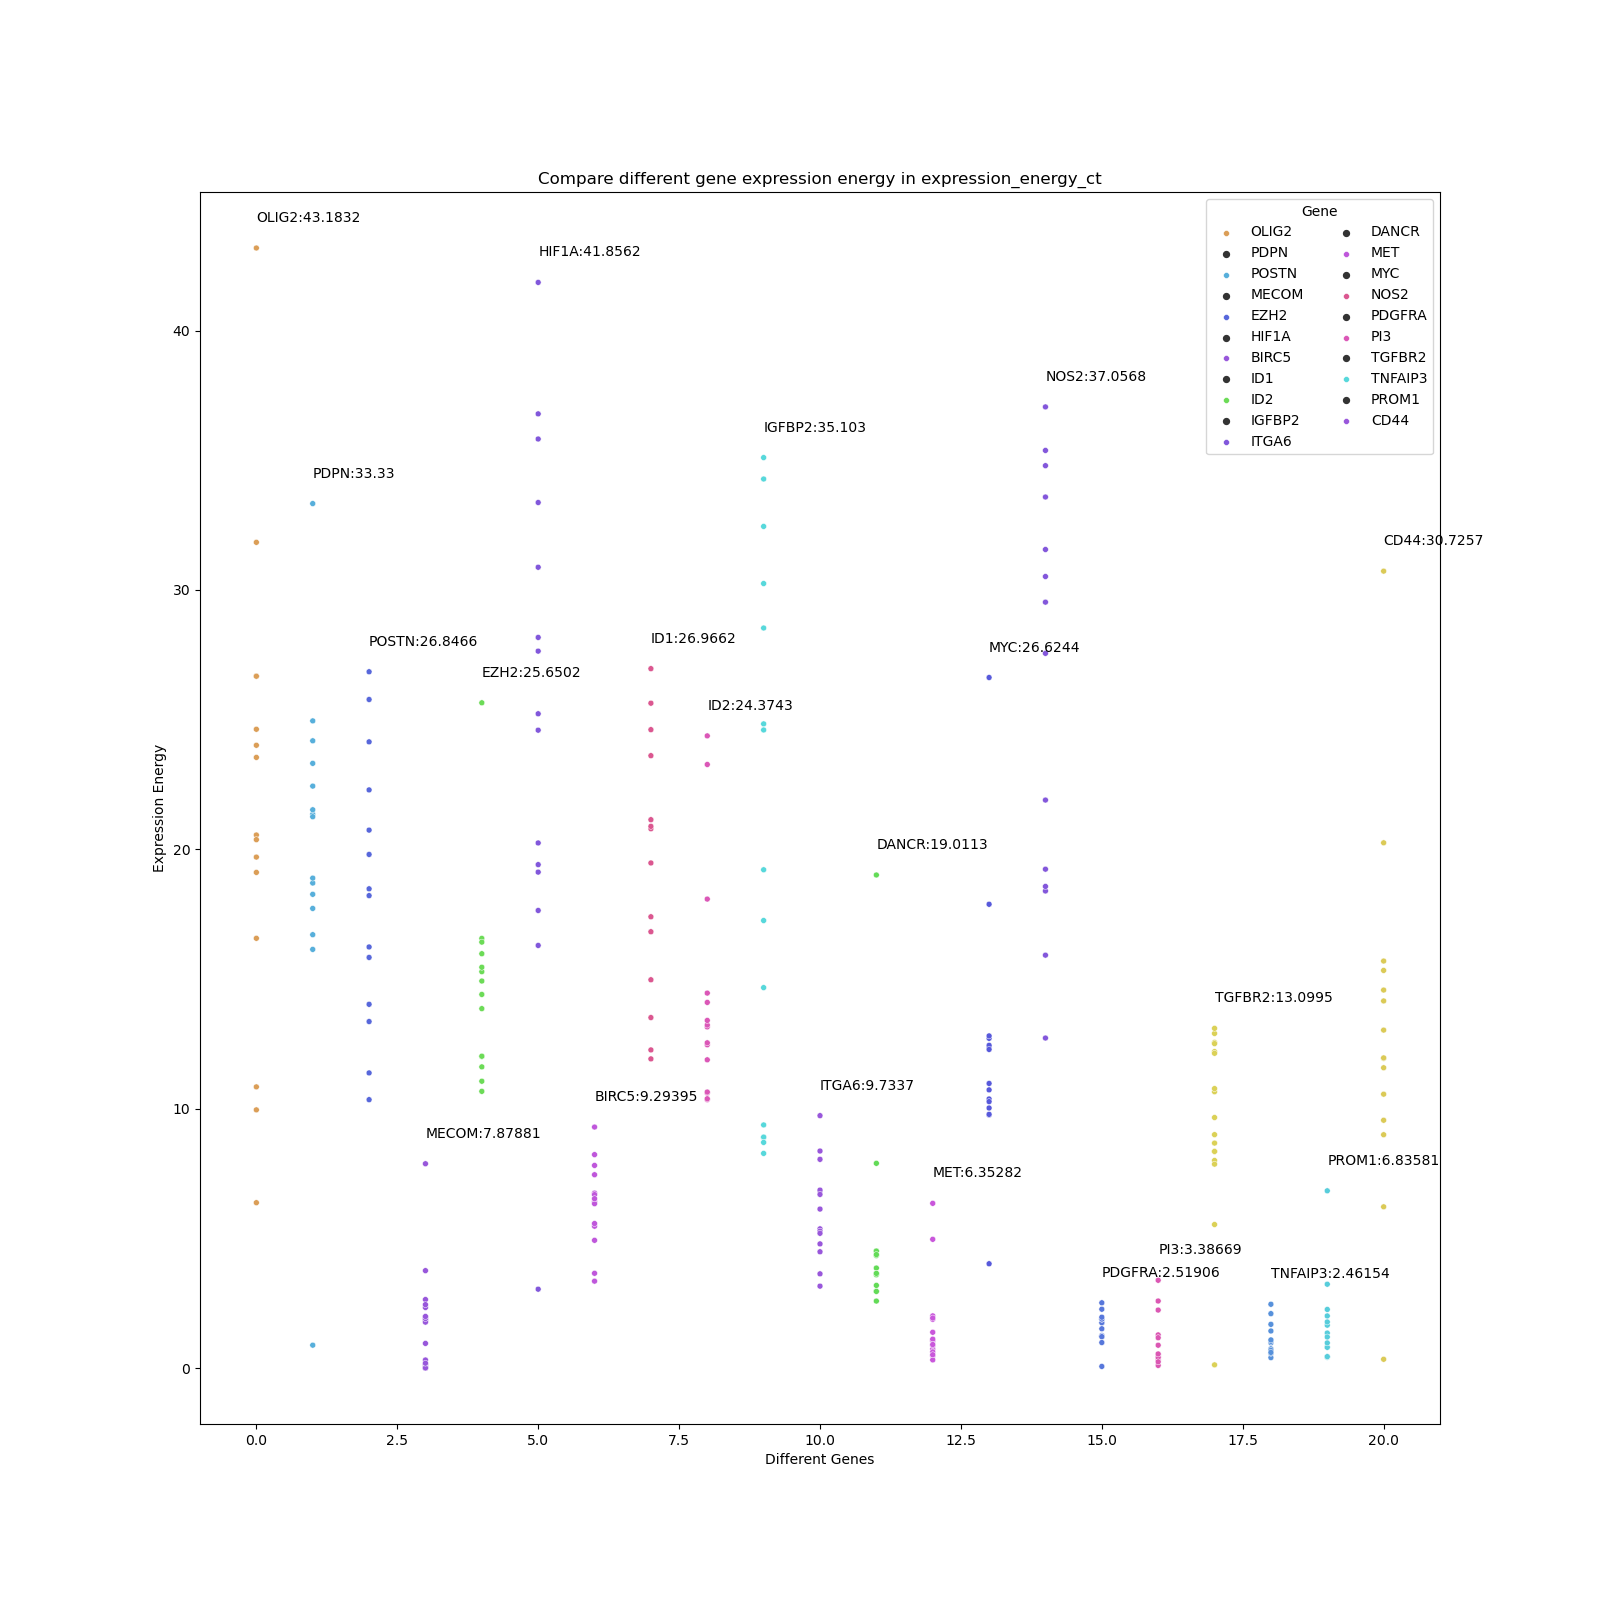 Compare different gene expression energy in expression_energy_ct
OLIG2:43.1832
HIF1A:41.8562
NOS2:37.0568
IGFBP2:35.103
PDPN:33.33
CD44:30.7257
POSTN:26.8466
ID1:26.9662
MYC:26.6244
EZH2:25.6502
ID2:24.3743
DANCR:19.0113
TGFBR2:13.0995
BIRC5:9.29395
ITGA6:9.7337
MECOM:7.87881
PROM1:6.83581
MET:6.35282
PI3:3.38669
PDGFRA:2.51906
TNFAIP3:2.46154
Gene
OLIG2
PDPN
POSTN
MECOM
EZH2
HIF1A
BIRC5
ID1
ID2
IGFBP2
ITGA6
DANCR
MET
MYC
NOS2
PDGFRA
PI3
TGFBR2
TNFAIP3
PROM1
CD44
Expression Energy
40
30
20
10
0
0.0 2.5 5.0 7.5 10.0 12.5 15.0 17.5 20.0
Different Genes